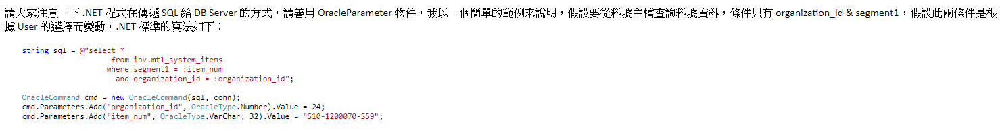 請大家注意一下 .NET 程式在傳遞 SQL 給 DB Server 的方式，請善用 OracleParameter 物件，我以一個簡單的範例來說明，假設要從料號主檔查詢料號資料，條件只有 organization_id & segment1，假設此兩條件是根
據 User 的選擇而變動，.NET 標準的寫法如下：
string sql = @"select *
from inv.mtl_system_items
where segment1 = :item_num
and organization_id = :organization_id";
OracleCommand cmd = new OracleCommand(sql, conn);
cmd.Parameters.Add("organization_id", OracleType.Number).Value = 24;
cmd.Parameters.Add("item_num", OracleType.VarChar, 32).Value = "S10-1200070-S59";